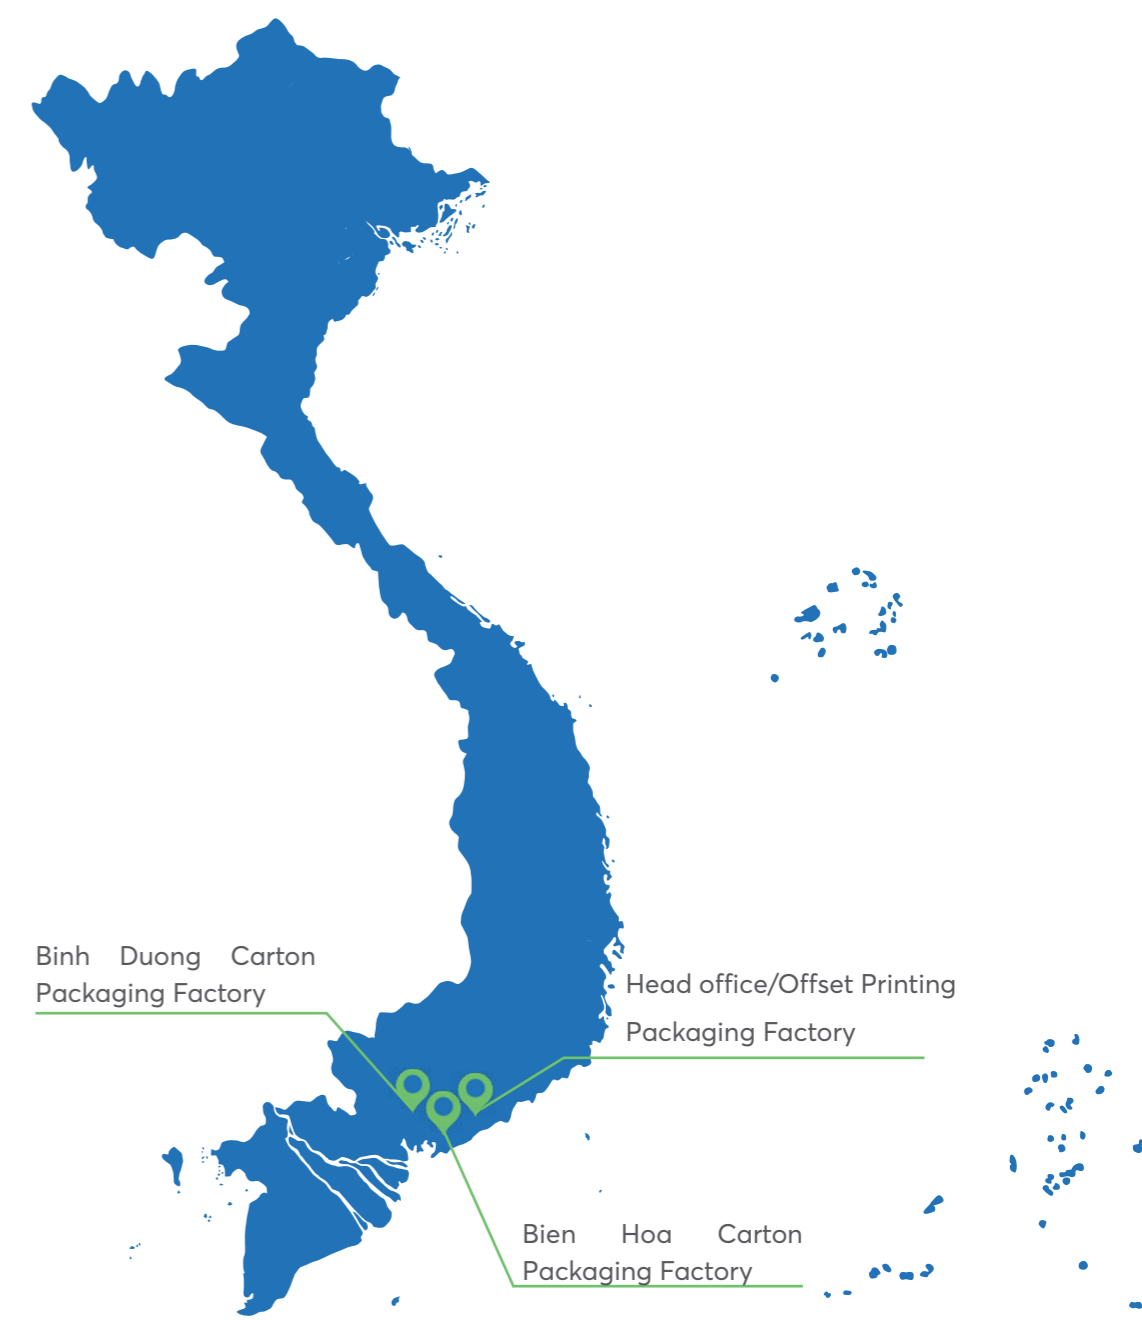 Binh Duong Carton
Packaging Factory
Head office/Offset Printing
Packaging Factory
Bien Hoa Carton
Packaging Factory